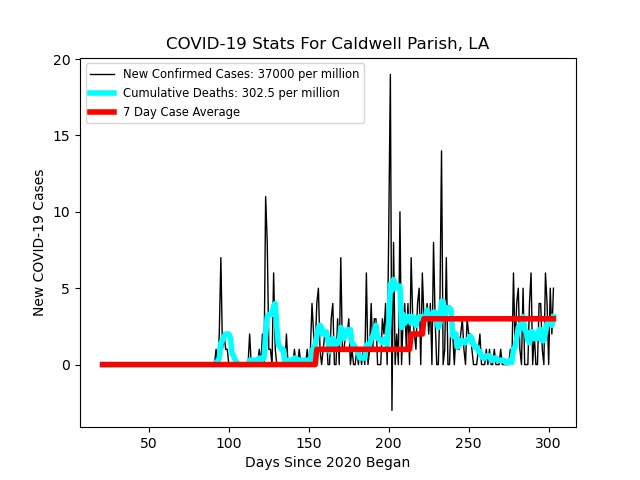 COVID-19 Stats For Caldwell Parish, LA
New Confirmed Cases: 37000 per million
Cumulative Deaths: 302.5 per million
7 Day Case Average
New COVID-19 Cases
20
15
10
5
0
50 100 150 200 250 300
Days Since 2020 Began